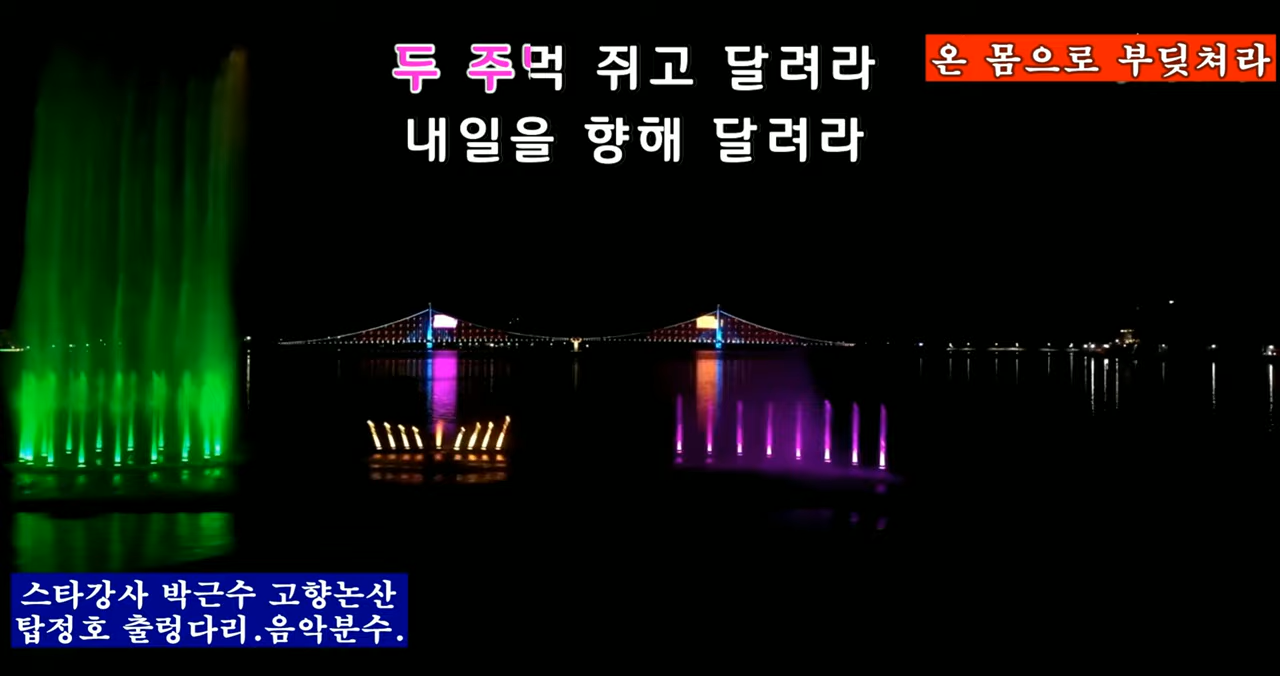 두 주먹 쥐고 달려라
내일을 향해 달려라
온 몸으로 부딪쳐라
스타강사 박근수 고향논산
탑정호 출렁다리.음악분수.